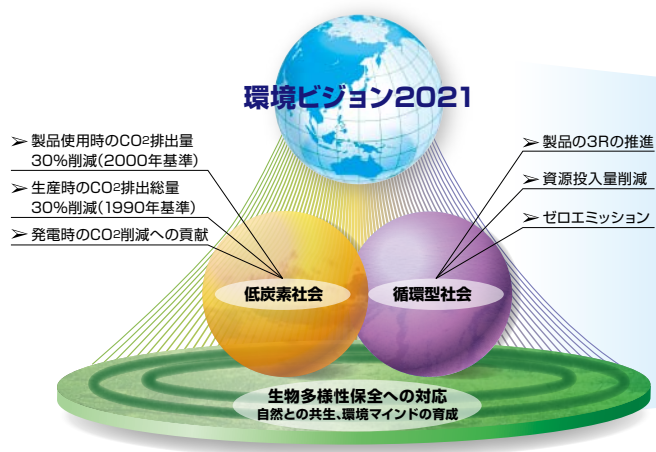 環境ビジョン2021
➢ 製品使用時のCO2排出量
30%削減(2000年基準)
➢ 生産時のCO2排出総量
30%削減(1990年基準)
➢ 発電時のCO2削減への貢献
➢ 製品の3Rの推進
➢ 資源投入量削減
➢ ゼロエミッション
低炭素社会
循環型社会
生物多様性保全への対応
自然との共生、環境マインドの育成